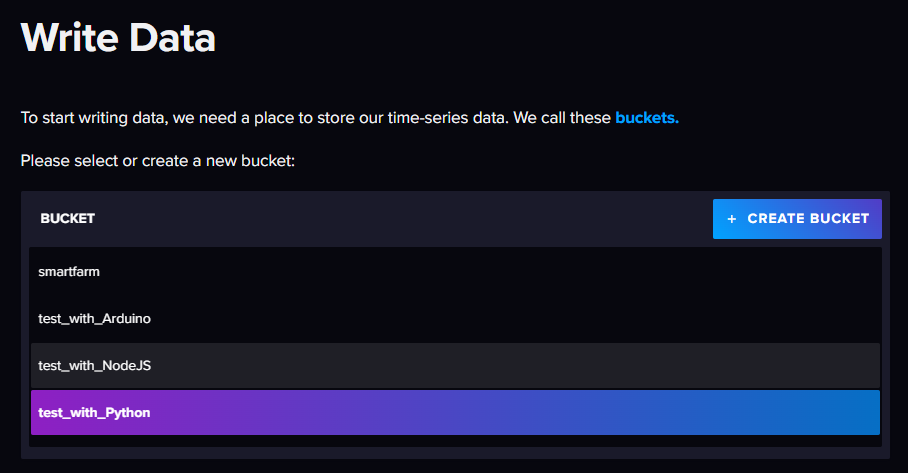 Write Data
To start writing data, we need a place to store our time-series data. We call these buckets.
Please select or create a new bucket:
BUCKET
+ CREATE BUCKET
smartfarm
test_with_Arduino
test_with_NodeJS
test_with_Python